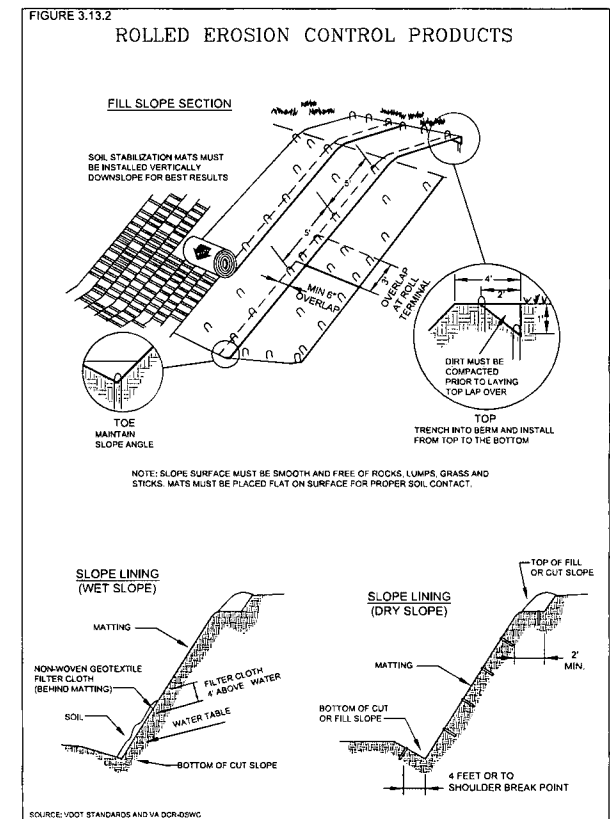 FIGURE 3.13.2
ROLLED EROSION CONTROL PRODUCTS
FILL SLOPE SECTION
SOIL STABILIZATION MATS MUST
BE INSTALLED VERTICALLY
DOWNSLOPE FOR BEST RESULTS
5'
5'
MIN 6"
OVERLAP
3'
OVERLAP
AT ROLL
TERMINAL
4'
2'
1'
DIRT MUST BE
COMPACTED
PRIOR TO LAYING
TOP LAP OVER
TOP
TRENCH INTO BERM AND INSTALL
FROM TOP TO THE BOTTOM
TOE
MAINTAIN
SLOPE ANGLE
NOTE: SLOPE SURFACE MUST BE SMOOTH AND FREE OF ROCKS, LUMPS, GRASS AND
STICKS. MATS MUST BE PLACED FLAT ON SURFACE FOR PROPER SOIL CONTACT.
SLOPE LINING
(WET SLOPE)
MATTING
NON-WOVEN GEOTEXTILE
FILTER CLOTH
(BEHIND MATTING)
SOIL
FILTER CLOTH
4' ABOVE WATER
WATER TABLE
BOTTOM OF CUT SLOPE
SLOPE LINING
(DRY SLOPE)
TOP OF FILL
OR CUT SLOPE
MATTING
2'
MIN.
BOTTOM OF CUT
OR FILL SLOPE
4 FEET OR TO
SHOULDER BREAK POINT
SOURCE: VDOT STANDARDS AND VA DCR-DSWC